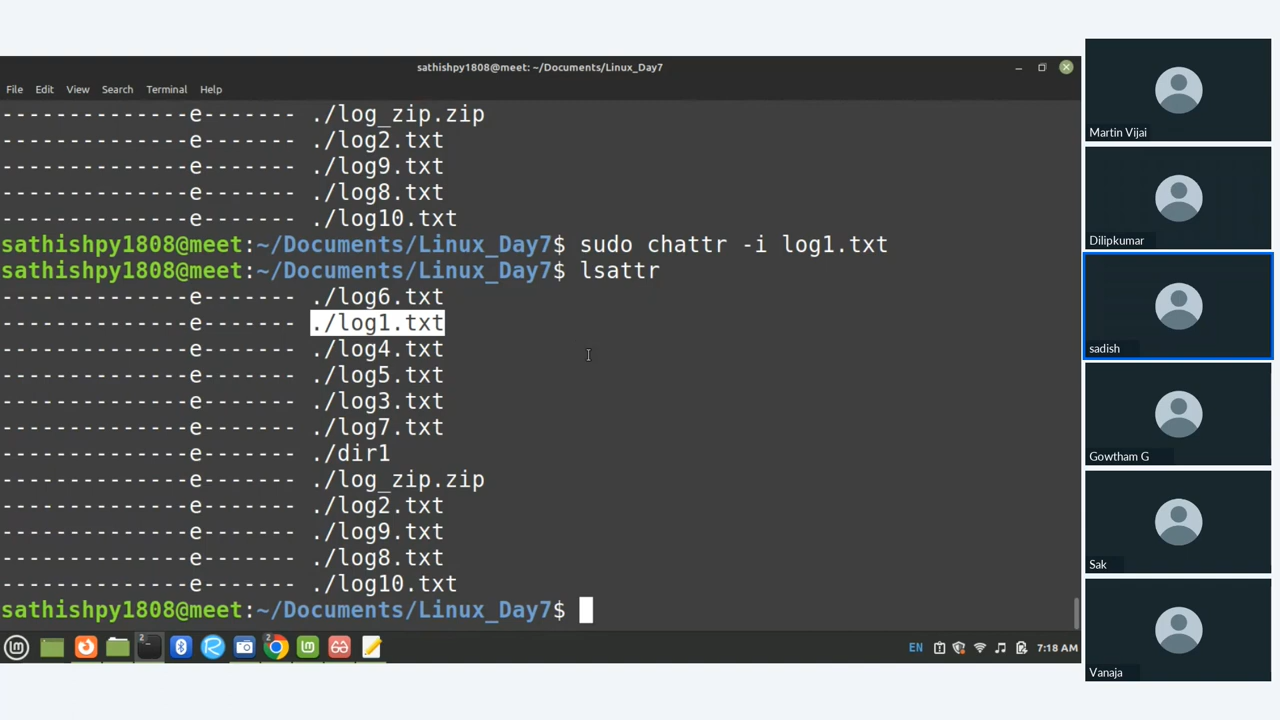 sathishpy1808@meet: ~/Documents/Linux_Day7
File Edit View Search Terminal Help
--------------e------- ./log_zip.zip
--------------e------- ./log2.txt
--------------e------- ./log9.txt
--------------e------- ./log8.txt
--------------e------- ./log10.txt
sathishpy1808@meet:~/Documents/Linux_Day7$ sudo chattr -i log1.txt
sathishpy1808@meet:~/Documents/Linux_Day7$ lsattr
--------------e------- ./log6.txt
--------------e------- ./log1.txt
--------------e------- ./log4.txt
--------------e------- ./log5.txt
--------------e------- ./log3.txt
--------------e------- ./log7.txt
--------------e------- ./dir1
--------------e------- ./log_zip.zip
--------------e------- ./log2.txt
--------------e------- ./log9.txt
--------------e------- ./log8.txt
--------------e------- ./log10.txt
sathishpy1808@meet:~/Documents/Linux_Day7$
2 2 EN 7:18 AM
Martin Vijai
Dilipkumar
sadish
Gowtham G
Sak
Vanaja